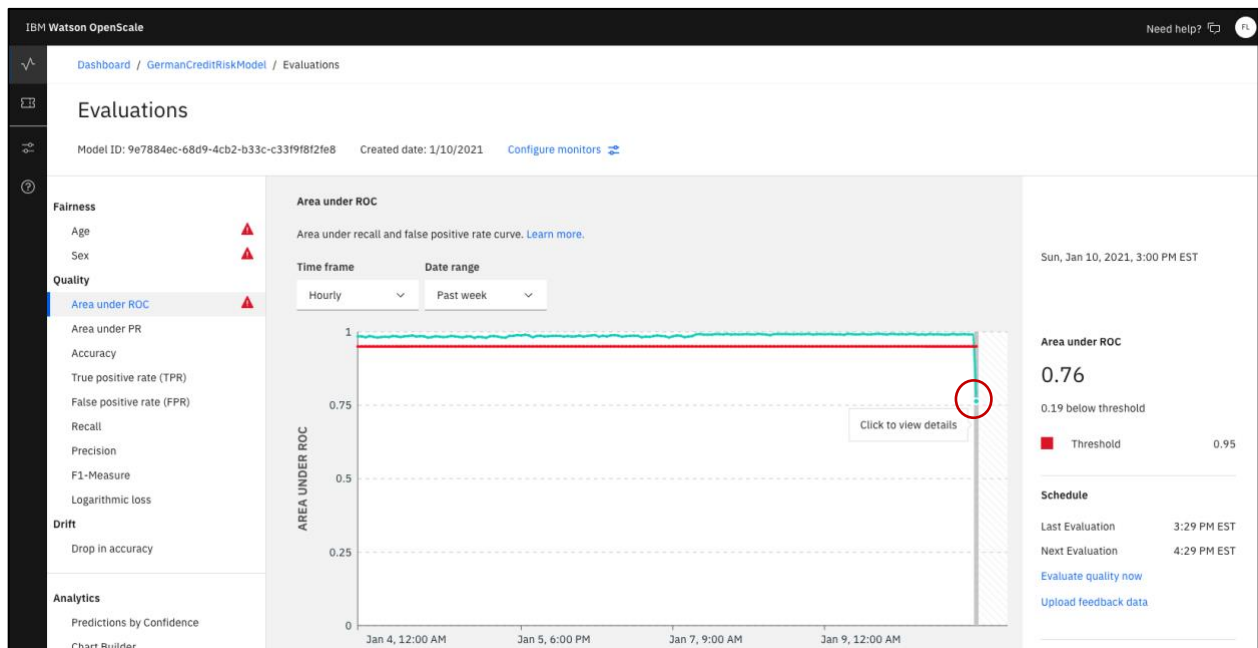 IBM Watson OpenScale
Need help?
FL
Dashboard / GermanCreditRiskModel / Evaluations
Evaluations
Model ID: 9e7884ec-68d9-4cb2-b33c-c33f9f8f2fe8 Created date: 1/10/2021 Configure monitors
Fairness
Age
Sex
Quality
Area under ROC
Area under PR
Accuracy
True positive rate (TPR)
False positive rate (FPR)
Recall
Precision
F1-Measure
Logarithmic loss
Drift
Drop in accuracy
Analytics
Predictions by Confidence
Chart Builder
Area under ROC
Area under recall and false positive rate curve. Learn more.
Time frame Date range
Hourly Past week
1
0.75
0.5
0.25
0
AREA UNDER ROC
Click to view details
Jan 4, 12:00 AM Jan 5, 6:00 PM Jan 7, 9:00 AM Jan 9, 12:00 AM
Sun, Jan 10, 2021, 3:00 PM EST
Area under ROC
0.76
0.19 below threshold
Threshold 0.95
Schedule
Last Evaluation 3:29 PM EST
Next Evaluation 4:29 PM EST
Evaluate quality now
Upload feedback data